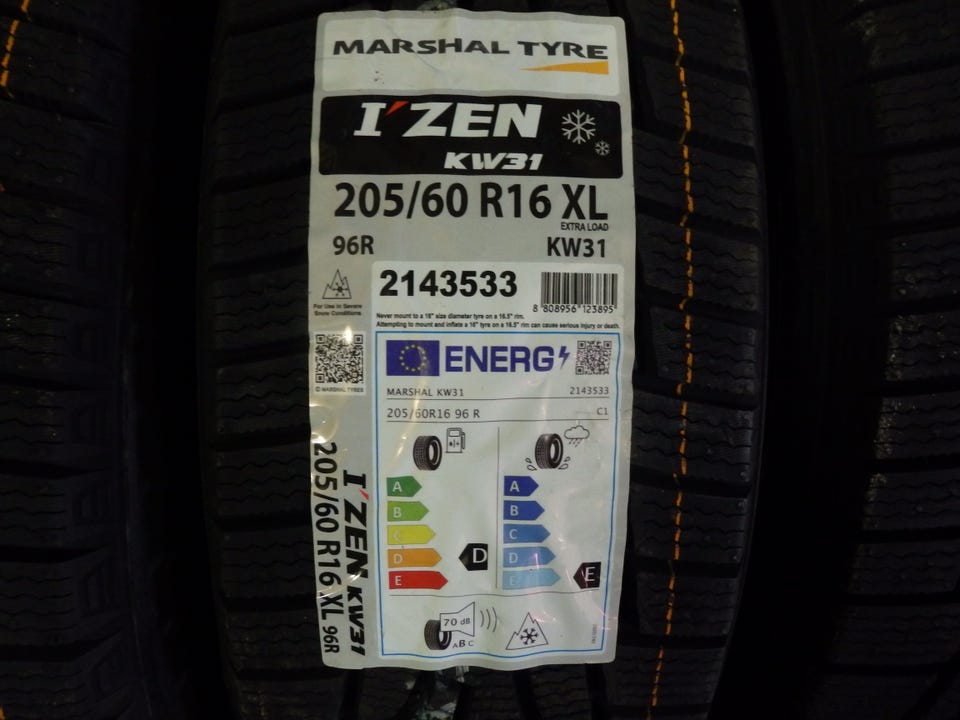 MARSHAL TYRE
I'ZEN
KW31
205/60 R16 XL
EXTRA LOAD
96R KW31
For Use in Severe
Snow Conditions
2143533
8 808956 123895
Never mount to a 16" size diameter tyre on a 16.5" rim.
Attempting to mount and inflate a 16" tyre on a 16.5" rim can cause serious injury or death.
© MARSHAL TYRES
ENERG
MARSHAL KW31 2143533
205/60R16 96 R C1
A A
B B
C C
D D D
E E E
70 dB
ABC
I'ZEN KW31
205/60 R16 XL 96R